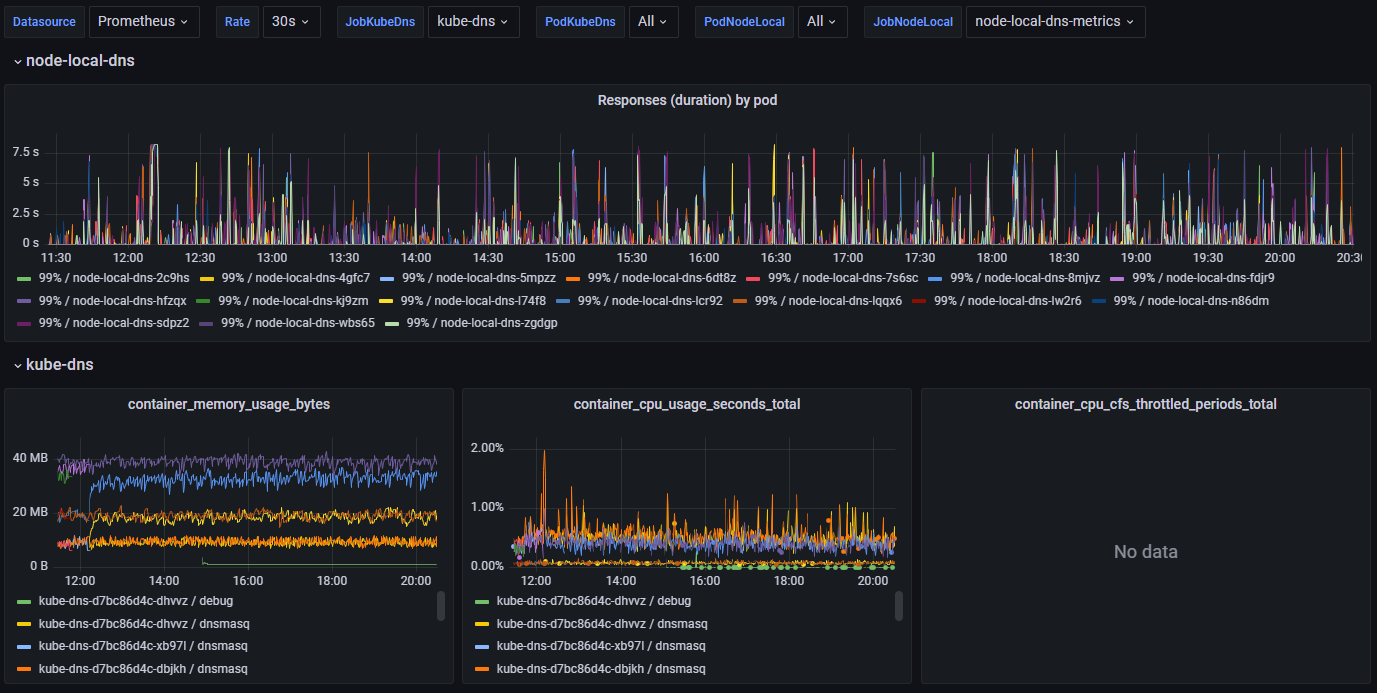 Datasource Prometheus Rate 30s JobKubeDns kube-dns PodKubeDns All PodNodeLocal All JobNodeLocal node-local-dns-metrics
node-local-dns
Responses (duration) by pod
7.5 s
5 s
2.5 s
0 s
11:30 12:00 12:30 13:00 13:30 14:00 14:30 15:00 15:30 16:00 16:30 17:00 17:30 18:00 18:30 19:00 19:30 20:00 20:30
99% / node-local-dns-2c9hs 99% / node-local-dns-4gfc7 99% / node-local-dns-5mpzz 99% / node-local-dns-6dt8z 99% / node-local-dns-7s6sc 99% / node-local-dns-8mjvz 99% / node-local-dns-fdjr9
99% / node-local-dns-hfzqx 99% / node-local-dns-kj9zm 99% / node-local-dns-l74f8 99% / node-local-dns-lcr92 99% / node-local-dns-lqqx6 99% / node-local-dns-lw2r6 99% / node-local-dns-n86dm
99% / node-local-dns-sdpz2 99% / node-local-dns-wbs65 99% / node-local-dns-zgdgp
kube-dns
container_memory_usage_bytes
40 MB
20 MB
0 B
12:00 14:00 16:00 18:00 20:00
kube-dns-d7bc86d4c-dhvvz / debug
kube-dns-d7bc86d4c-dhvvz / dnsmasq
kube-dns-d7bc86d4c-xb97l / dnsmasq
kube-dns-d7bc86d4c-dbjkh / dnsmasq
container_cpu_usage_seconds_total
2.00%
1.00%
0.00%
12:00 14:00 16:00 18:00 20:00
kube-dns-d7bc86d4c-dhvvz / debug
kube-dns-d7bc86d4c-dhvvz / dnsmasq
kube-dns-d7bc86d4c-xb97l / dnsmasq
kube-dns-d7bc86d4c-dbjkh / dnsmasq
container_cpu_cfs_throttled_periods_total
No data